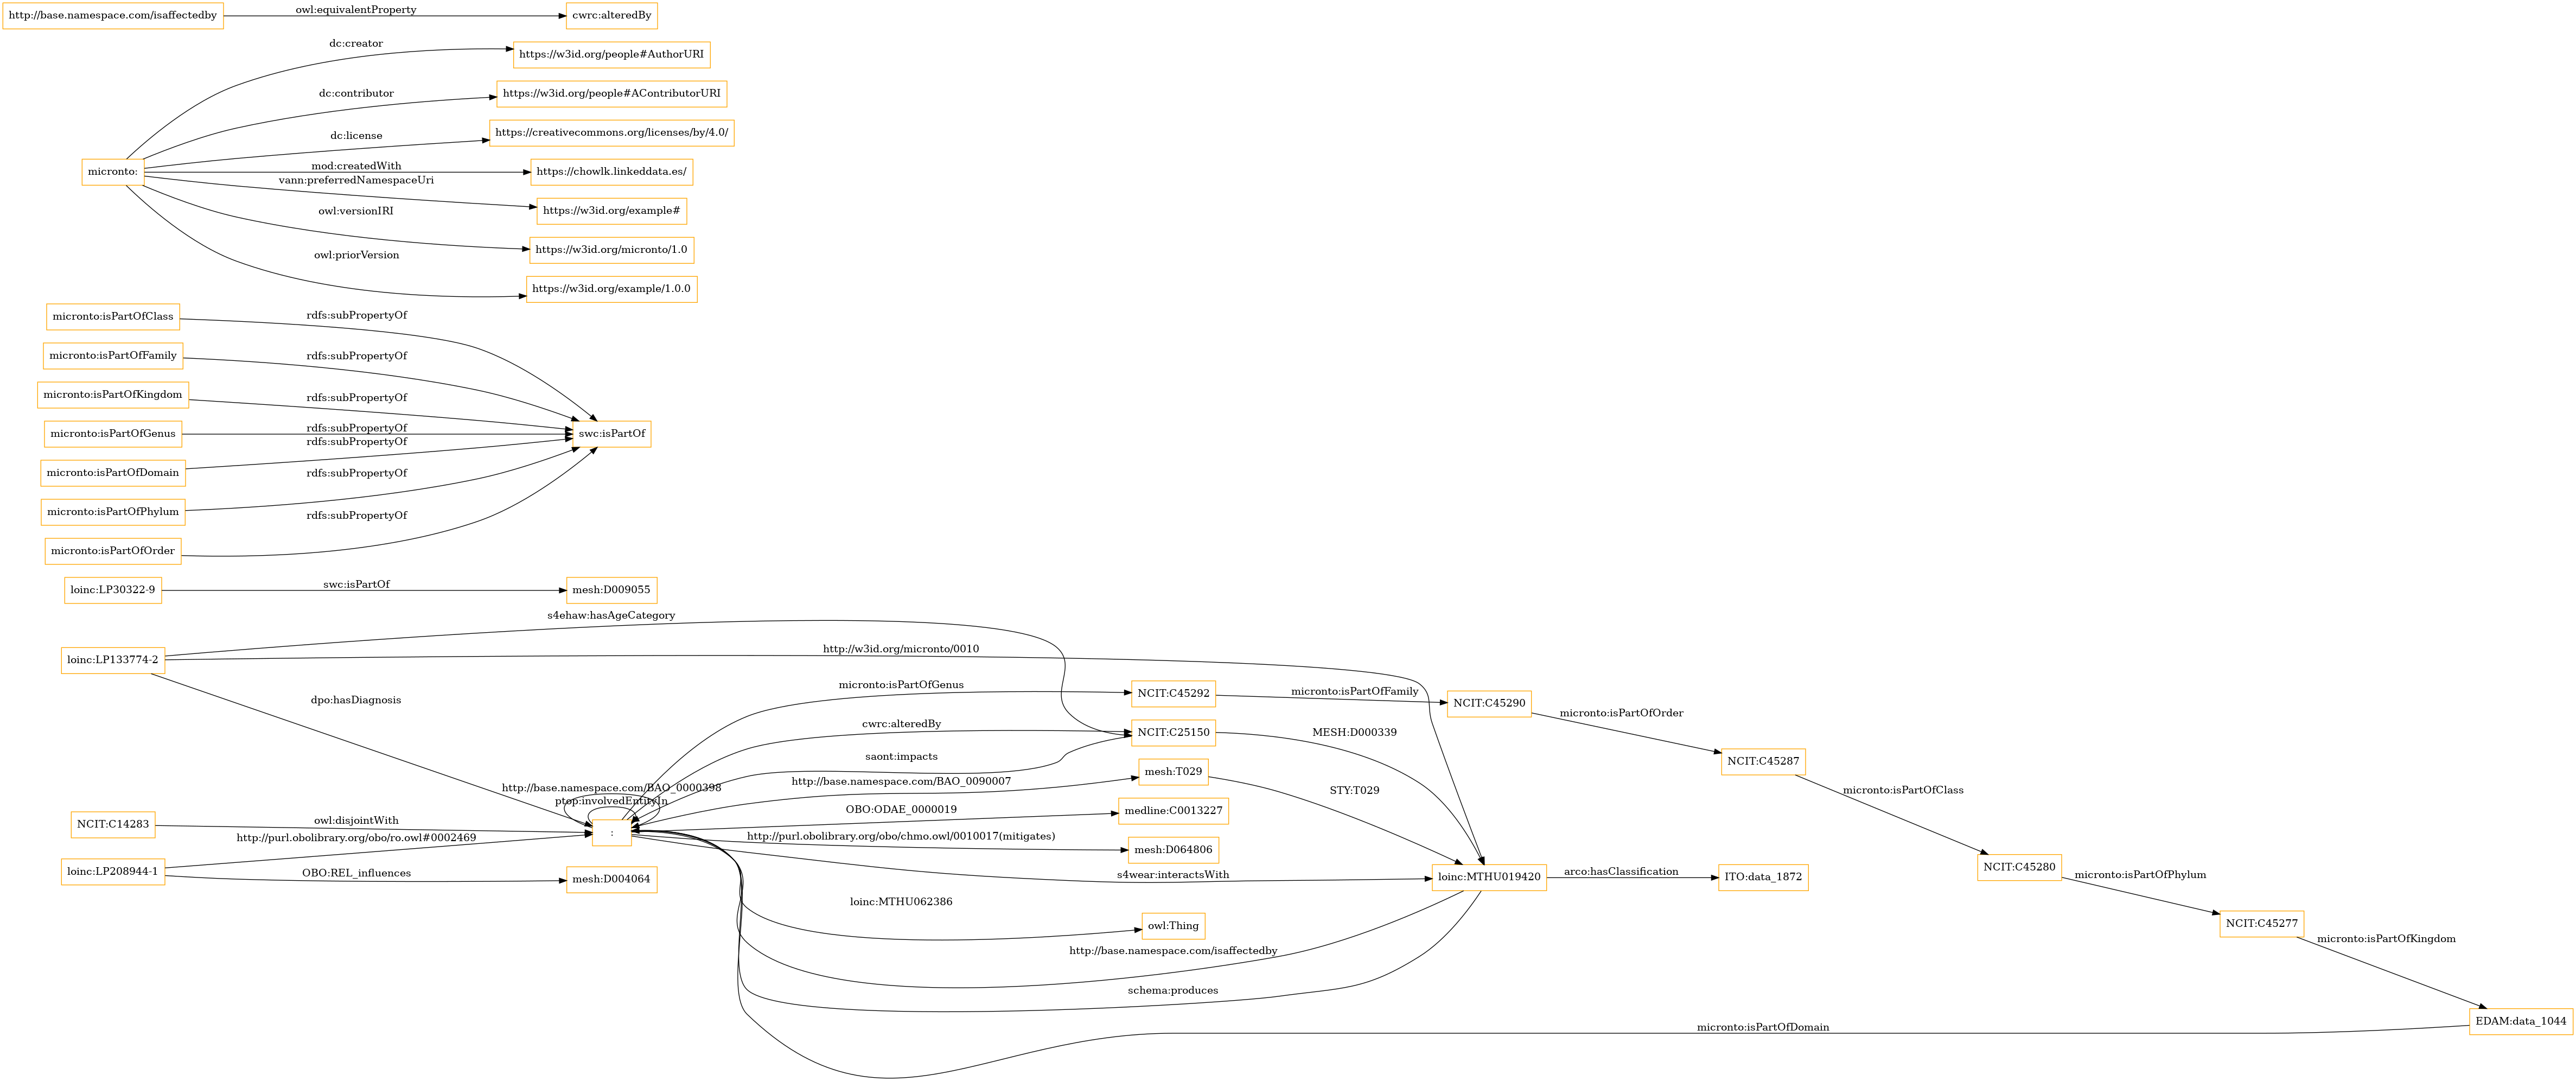 http://base.namespace.com/isaffectedby
owl:equivalentProperty
cwrc:alteredBy
dc:creator
https://w3id.org/people#AuthorURI
dc:contributor
https://w3id.org/people#AContributorURI
dc:license
https://creativecommons.org/licenses/by/4.0/
micronto:
mod:createdWith
https://chowlk.linkeddata.es/
vann:preferredNamespaceUri
https://w3id.org/example#
owl:versionIRI
https://w3id.org/micronto/1.0
owl:priorVersion
https://w3id.org/example/1.0.0
micronto:isPartOfClass
rdfs:subPropertyOf
micronto:isPartOfFamily
rdfs:subPropertyOf
micronto:isPartOfKingdom
rdfs:subPropertyOf
micronto:isPartOfGenus
rdfs:subPropertyOf
swc:isPartOf
micronto:isPartOfDomain
rdfs:subPropertyOf
micronto:isPartOfPhylum
rdfs:subPropertyOf
micronto:isPartOfOrder
rdfs:subPropertyOf
loinc:LP30322-9
swc:isPartOf
mesh:D009055
s4ehaw:hasAgeCategory
loinc:LP133774-2
http://w3id.org/micronto/0010
dpo:hasDiagnosis
micronto:isPartOfGenus
NCIT:C45292
micronto:isPartOfFamily
NCIT:C45290
micronto:isPartOfOrder
NCIT:C45287
micronto:isPartOfClass
NCIT:C45280
micronto:isPartOfPhylum
NCIT:C45277
micronto:isPartOfKingdom
EDAM:data_1044
micronto:isPartOfDomain
cwrc:alteredBy
NCIT:C25150
MESH:D000339
saont:impacts
http://base.namespace.com/BAO_0090007
mesh:T029
STY:T029
http://base.namespace.com/BAO_0000398
ptop:involvedEntityIn
OBO:ODAE_0000019
medline:C0013227
NCIT:C14283
owl:disjointWith
:
http://purl.obolibrary.org/obo/ro.owl#0002469
http://purl.obolibrary.org/obo/chmo.owl/0010017(mitigates)
mesh:D064806
loinc:LP208944-1
OBO:REL_influences
mesh:D004064
s4wear:interactsWith
loinc:MTHU019420
arco:hasClassification
ITO:data_1872
loinc:MTHU062386
owl:Thing
http://base.namespace.com/isaffectedby
schema:produces